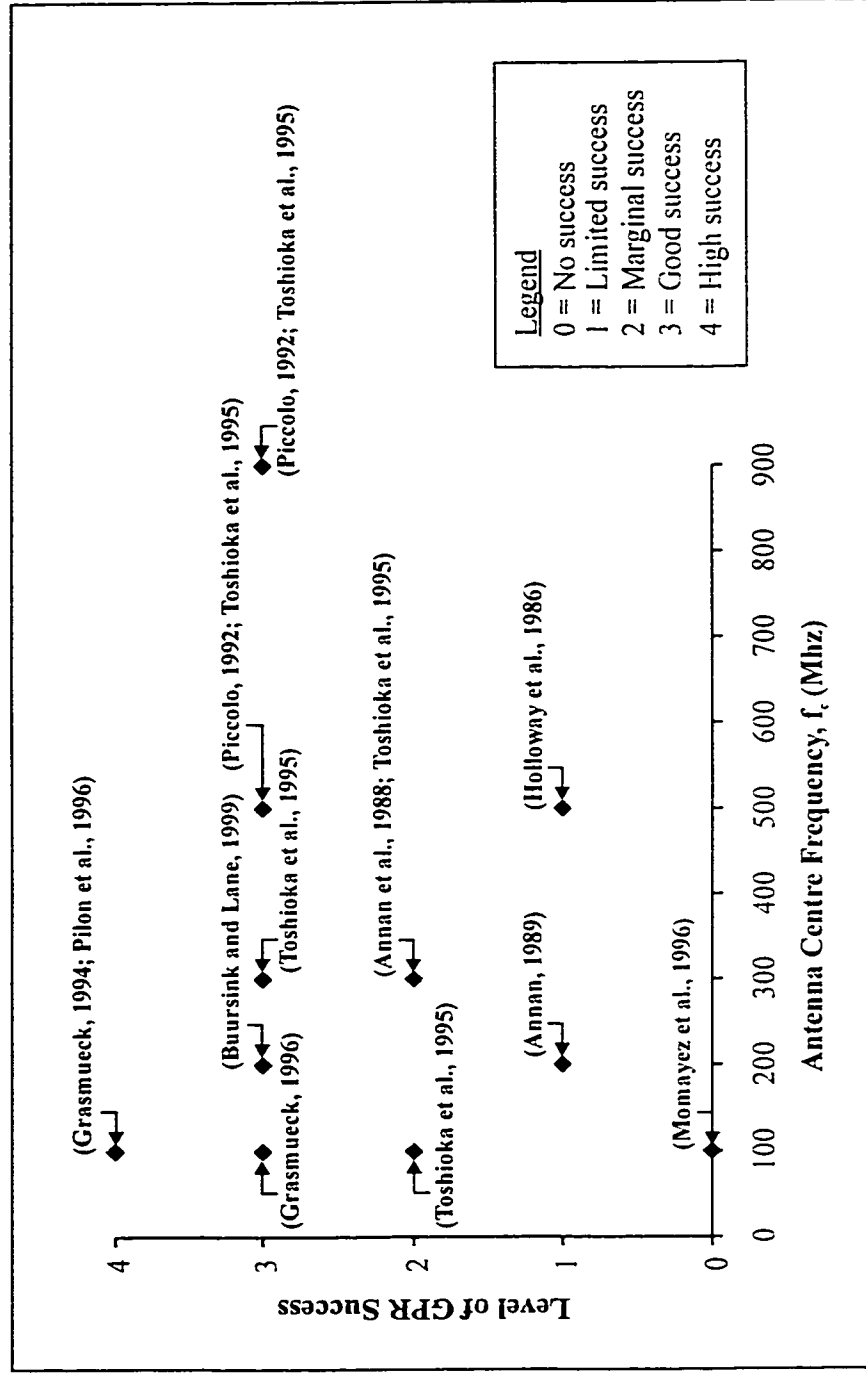 Level of GPR Success
4
3
2
1
0
0
100
200
300
400
500
600
700
800
900
Antenna Centre Frequency, fc (Mhz)
(Grasmueck, 1994; Pilon et al., 1996)
(Buursink and Lane, 1999)
(Piccolo, 1992; Toshioka et al., 1995)
(Grasmueck, 1996)
(Toshioka et al., 1995)
(Piccolo, 1992; Toshioka et al., 1995)
(Annan et al., 1988; Toshioka et al., 1995)
(Toshioka et al., 1995)
(Annan, 1989)
(Holloway et al., 1986)
(Momayez et al., 1996)
Legend
0 = No success
1 = Limited success
2 = Marginal success
3 = Good success
4 = High success